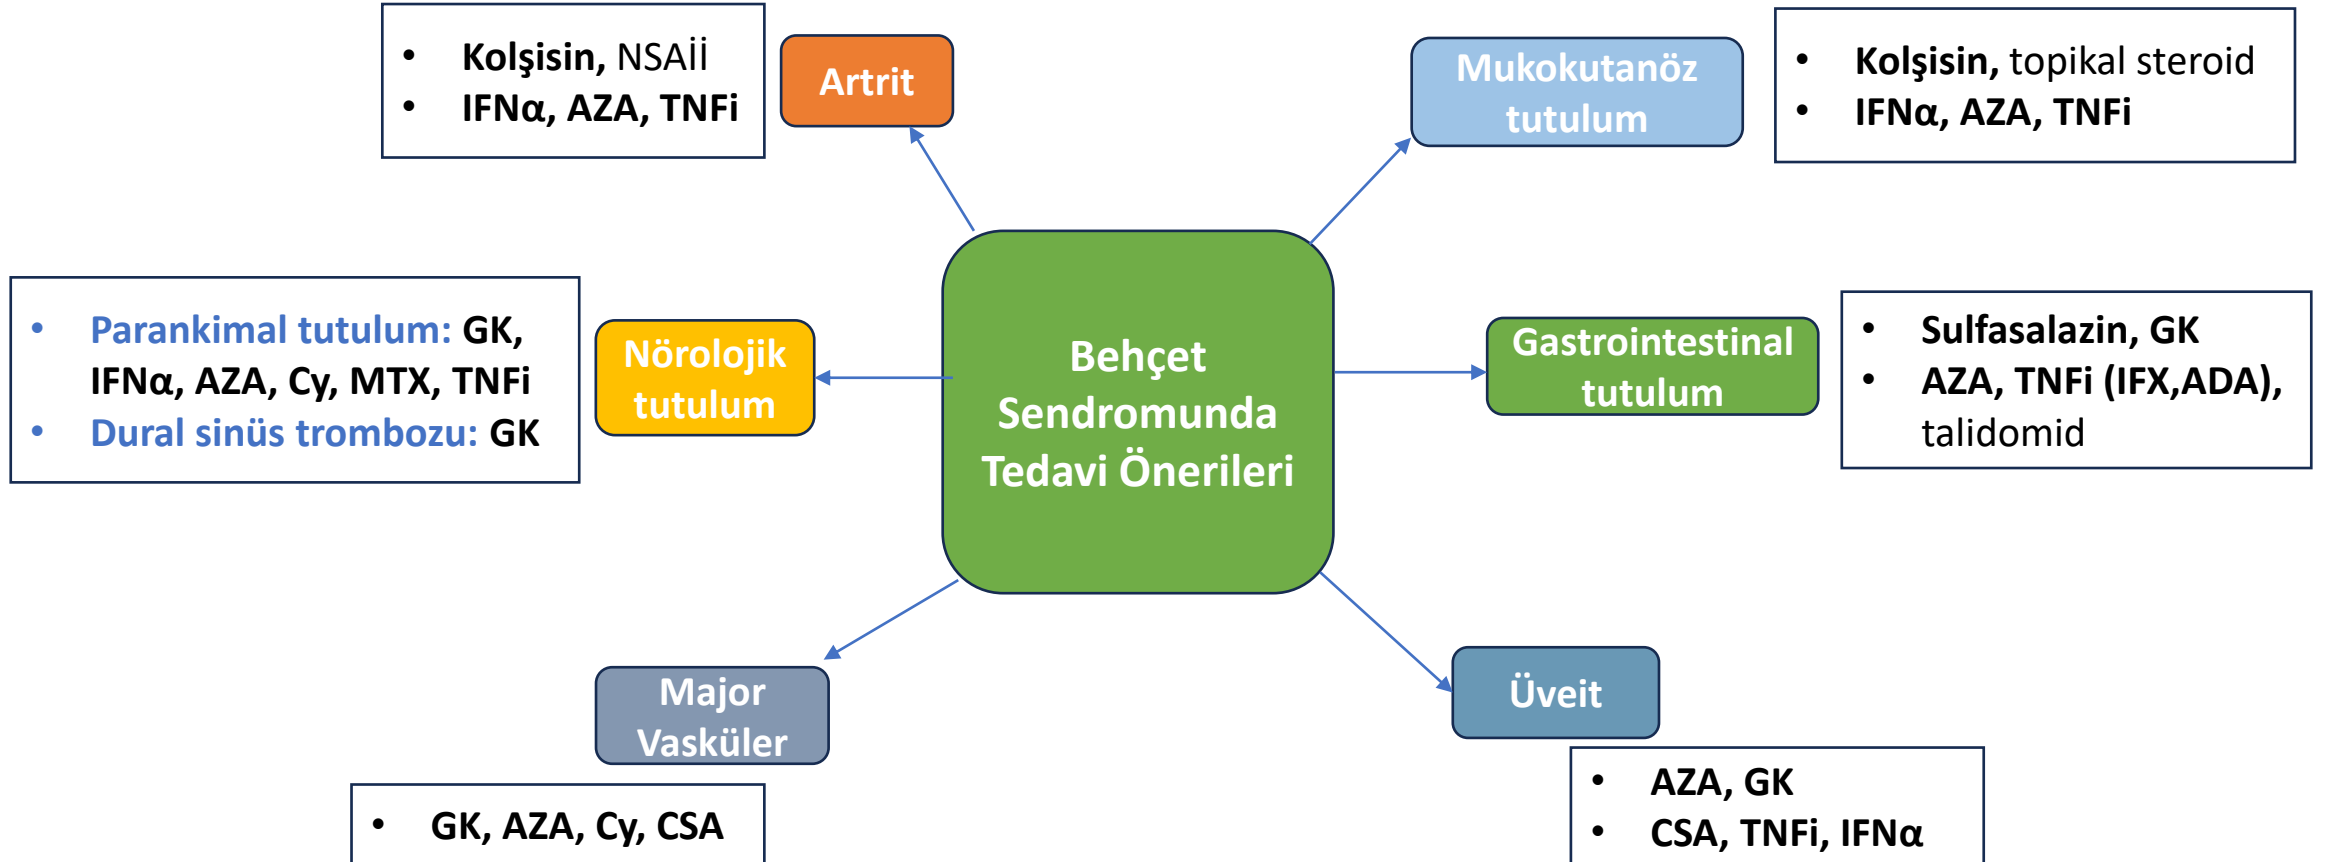 • Kolşisin, NSAİİ
• IFNα, AZA, TNFi
Artrit
Mukokutanöz
tutulum
• Kolşisin, topikal steroid
• IFNα, AZA, TNFi
• Parankimal tutulum: GK,
IFNα, AZA, Cy, MTX, TNFi
• Dural sinüs trombozu: GK
Nörolojik
tutulum
Behçet
Sendromunda
Tedavi Önerileri
Gastrointestinal
tutulum
• Sulfasalazin, GK
• AZA, TNFi (IFX,ADA),
talidomid
Major
Vasküler
• GK, AZA, Cy, CSA
Üveit
• AZA, GK
• CSA, TNFi, IFNα